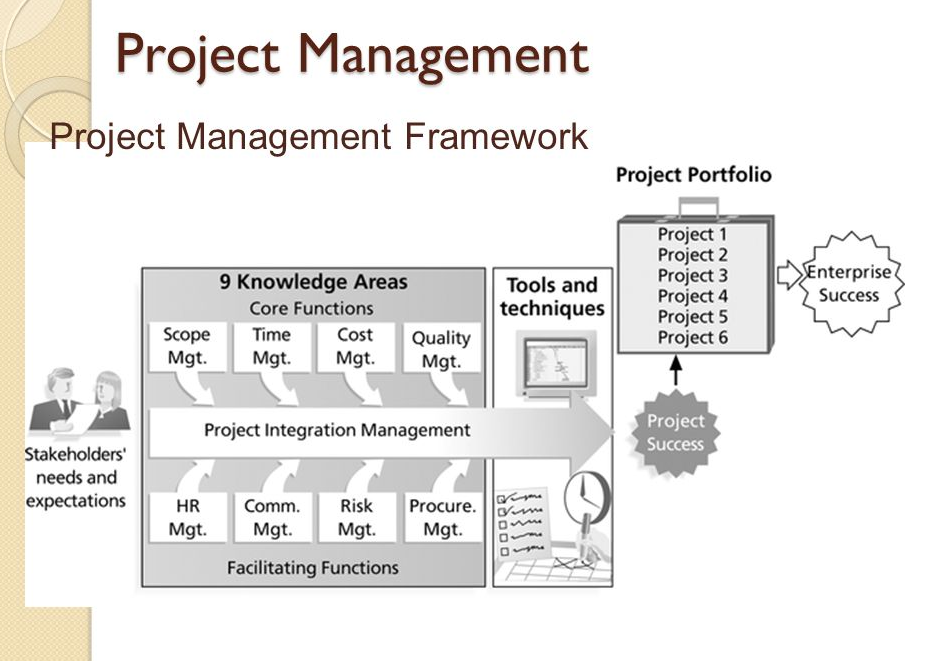 Project Management
Project Management Framework
Project Portfolio
Project 1
Project 2
Project 3
Project 4
Project 5
Project 6
Enterprise
Success
9 Knowledge Areas
Core Functions
Scope
Mgt.
Time
Mgt.
Cost
Mgt.
Quality
Mgt.
Tools and
techniques
Project Integration Management
Project
Success
Stakeholders'
needs and
expectations
HR
Mgt.
Comm.
Mgt.
Risk
Mgt.
Procure.
Mgt.
Facilitating Functions